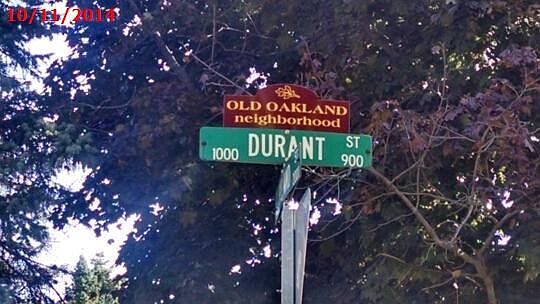 10/11/2014
OLD OAKLAND
neighborhood
DURANT ST
1000 900